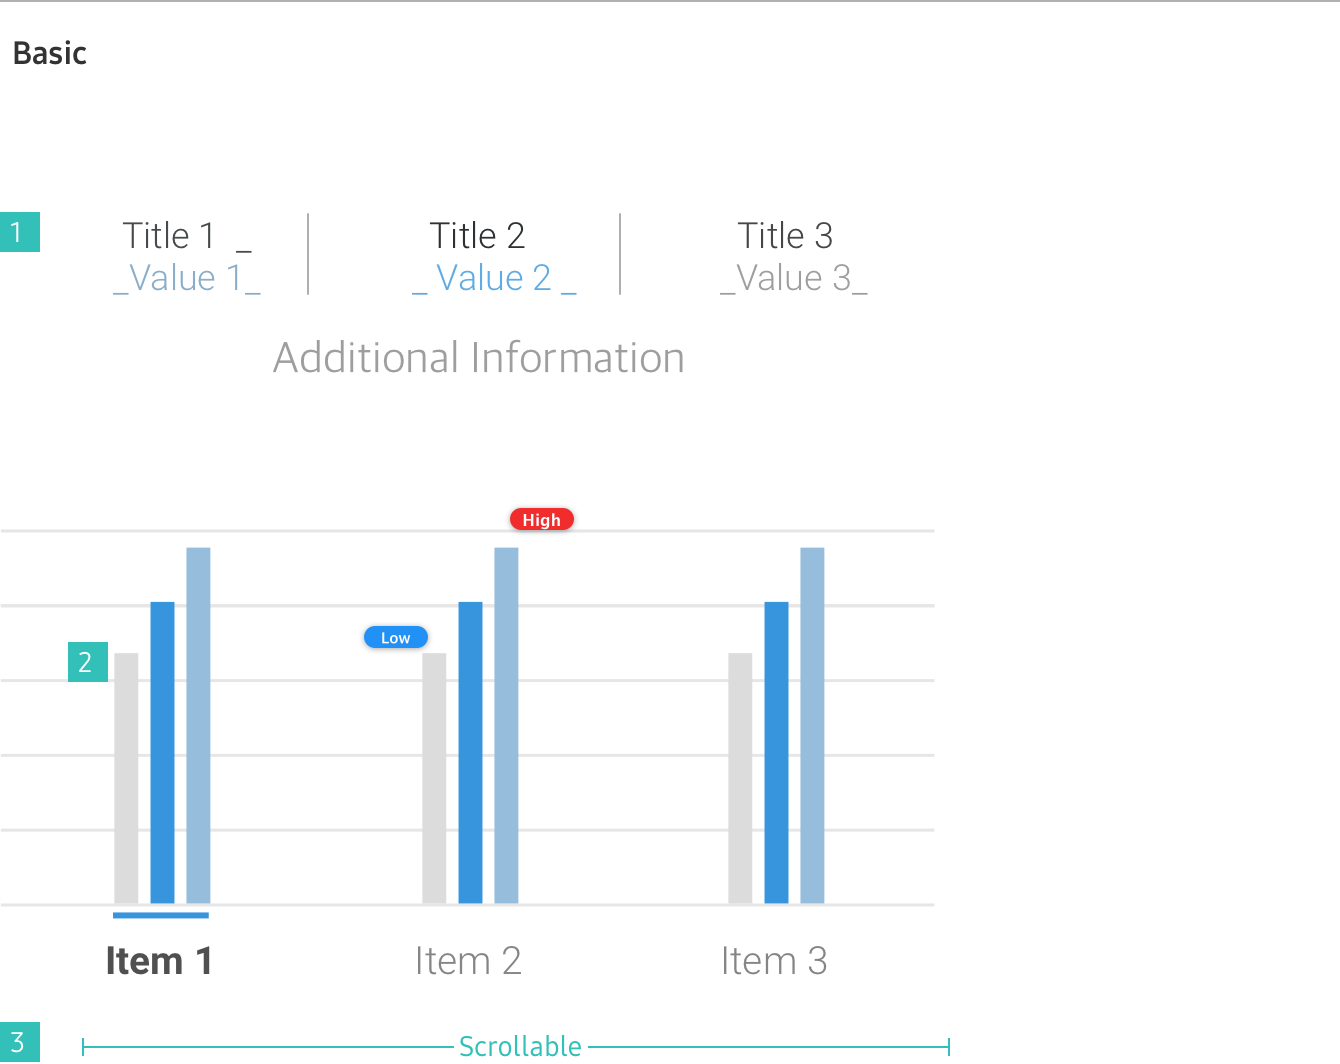 Basic
1
Title 1 _ Title 2 Title 3
_Value 1_ _ Value 2 _ _Value 3_
Additional Information
High
Low
2
Item 1 Item 2 Item 3
3
Scrollable